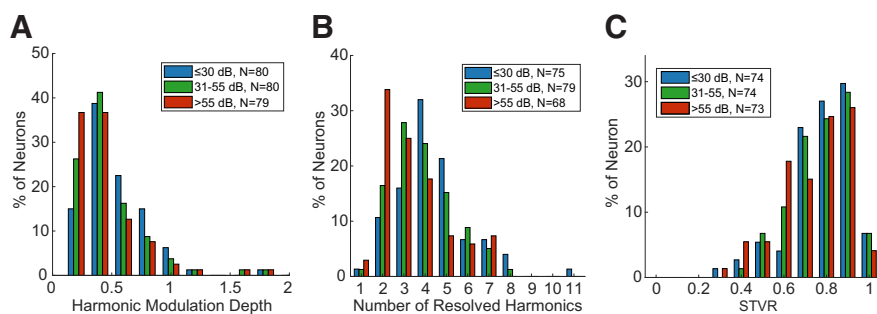 A
50
40
30
20
10
0
% of Neurons
≤30 dB, N=80
31-55 dB, N=80
>55 dB, N=79
0.5
1
1.5
2
Harmonic Modulation Depth
B
40
30
20
10
0
% of Neurons
≤30 dB, N=75
31-55 dB, N=79
>55 dB, N=68
1 2 3 4 5 6 7 8 9 10 11
Number of Resolved Harmonics
C
30
20
10
0
% of Neuron
≤30 dB, N=74
31-55, N=74
>55 dB, N=73
0 0.2 0.4 0.6 0.8 1
STVR